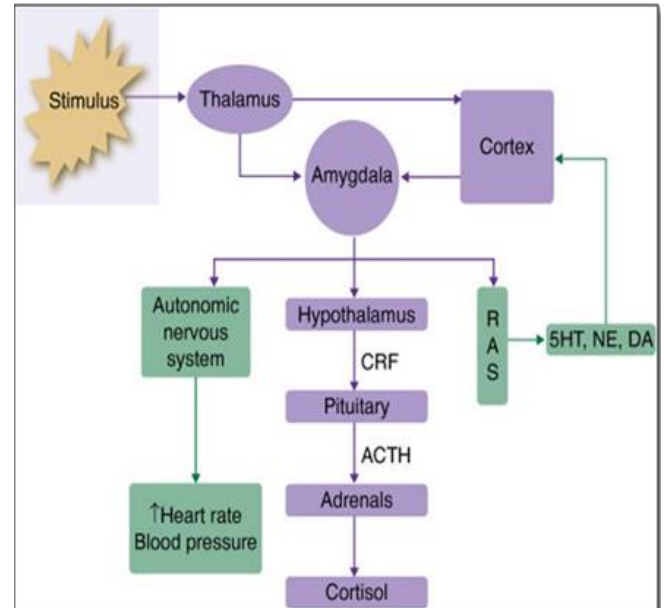 Stimulus
Thalamus
Cortex
Amygdala
Autonomic
nervous
system
Hypothalamus
R
A
S
5HT, NE, DA
CRF
Pituitary
ACTH
↑Heart rate
Blood pressure
Adrenals
Cortisol